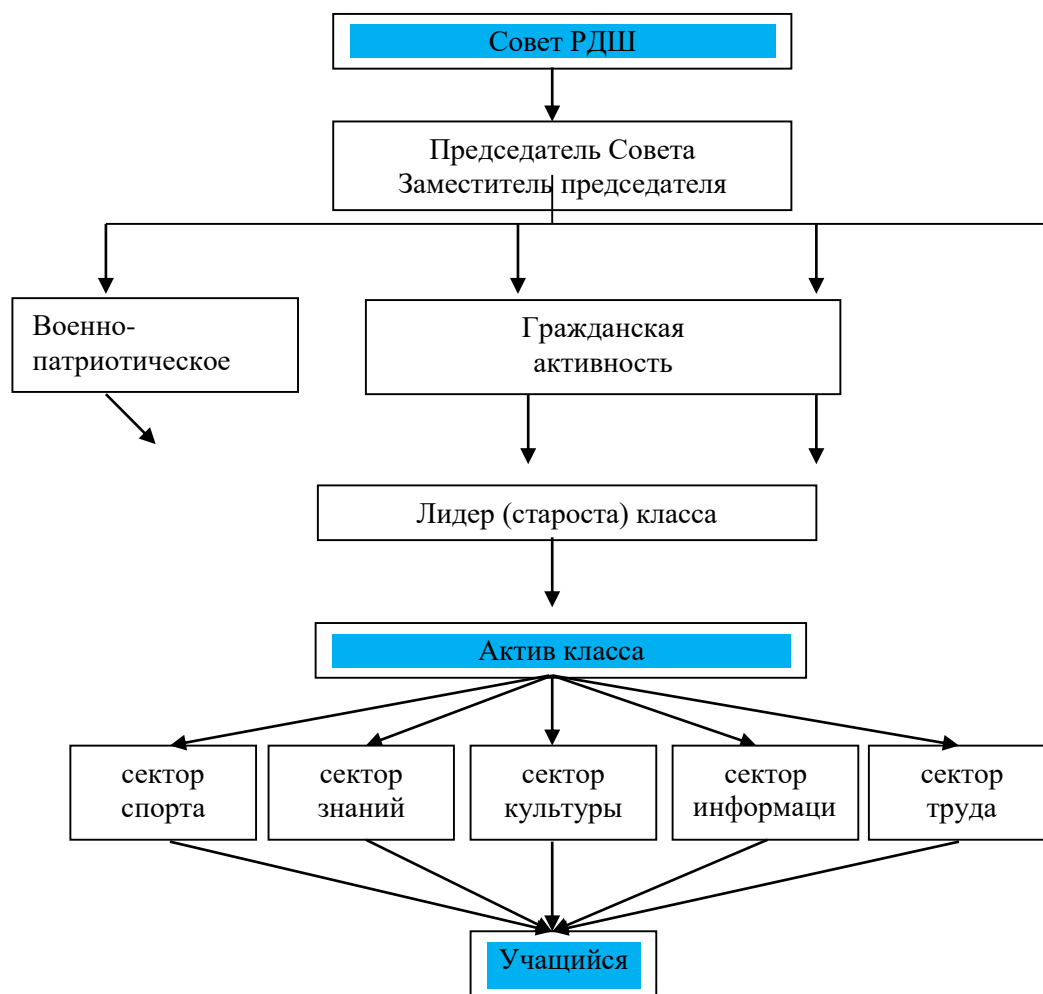 Совет РДШ
Председатель Совета
Заместитель председателя
Военно-
патриотическое
Гражданская
активность
Лидер (староста) класса
Актив класса
сектор
спорта
сектор
знаний
сектор
культуры
сектор
информаци
сектор
труда
Учащийся